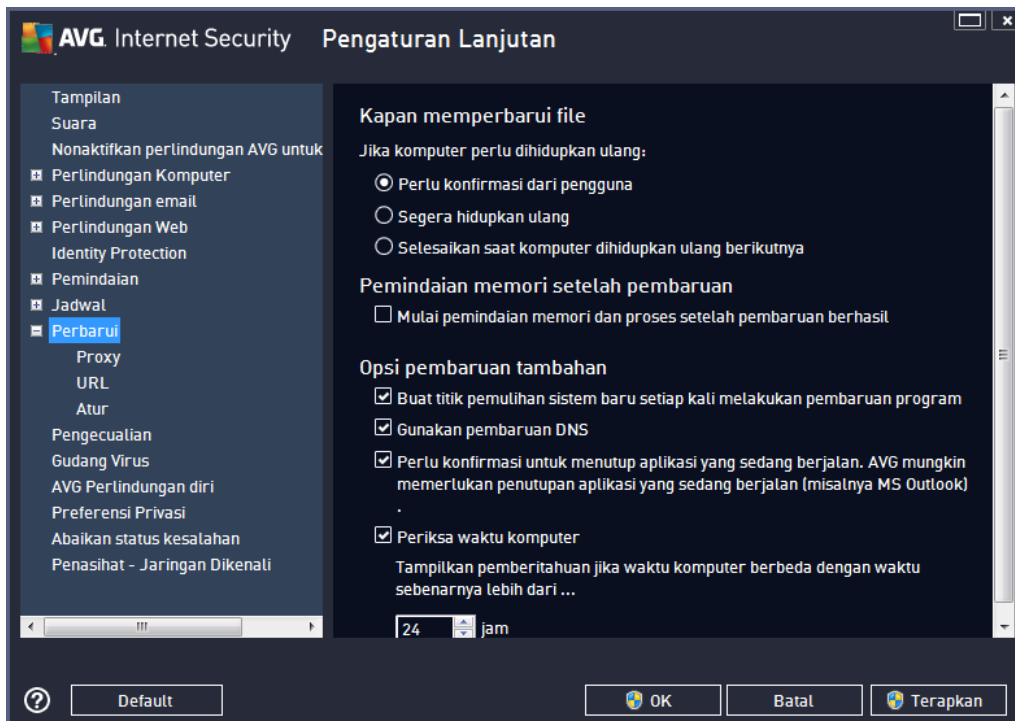 AVG. Internet Security Pengaturan Lanjutan
Tampilan
Suara
Nonaktifkan perlindungan AVG untuk
Perlindungan Komputer
Perlindungan email
Perlindungan Web
Identity Protection
Pemindaian
Jadwal
Perbarui
Proxy
URL
Atur
Pengecualian
Gudang Virus
AVG Perlindungan diri
Preferensi Privasi
Abaikan status kesalahan
Penasihat - Jaringan Dikenali
Kapan memperbarui file
Jika komputer perlu dihidupkan ulang:
Perlu konfirmasi dari pengguna
Segera hidupkan ulang
Selesaikan saat komputer dihidupkan ulang berikutnya
Pemindaian memori setelah pembaruan
Mulai pemindaian memori dan proses setelah pembaruan berhasil
Opsi pembaruan tambahan
Buat titik pemulihan sistem baru setiap kali melakukan pembaruan program
Gunakan pembaruan DNS
Perlu konfirmasi untuk menutup aplikasi yang sedang berjalan. AVG mungkin
memerlukan penutupan aplikasi yang sedang berjalan (misalnya MS Outlook)
.
Periksa waktu komputer
Tampilkan pemberitahuan jika waktu komputer berbeda dengan waktu
sebenarnya lebih dari ...
24 jam
? Default OK Batal Terapkan